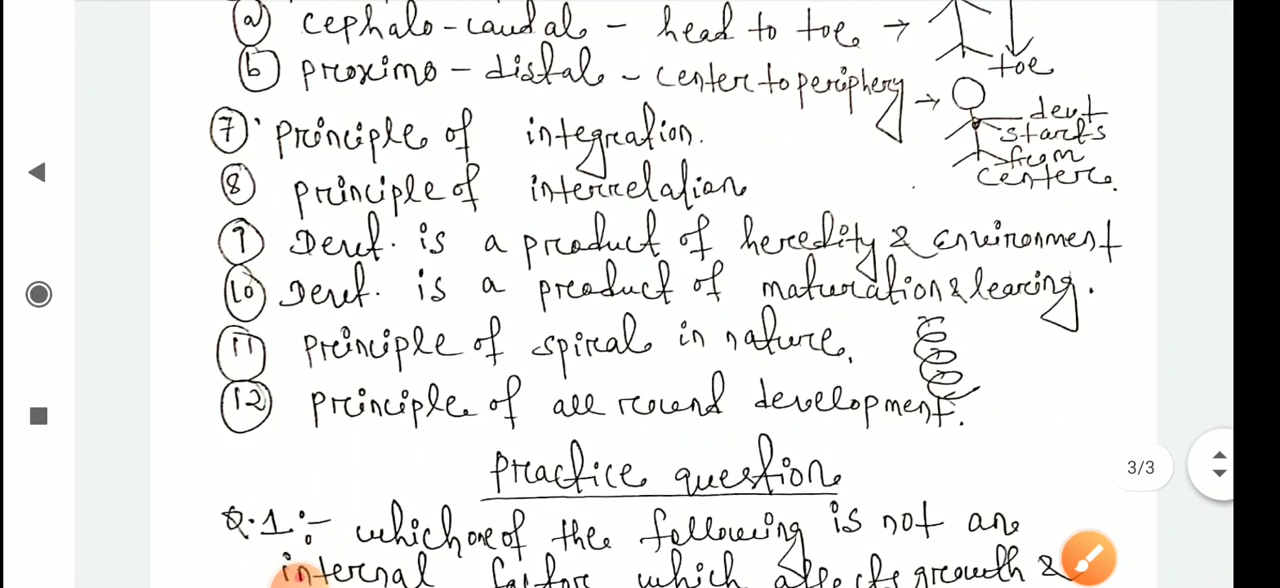 (a) cephalo - caudal - head to toe →
toe
(b) proximo - distal - center to periphery →
devt
starts
from
center.
(7) principle of integration.
(8) principle of interrelation
(9) Devt. is a product of heredity & environment
(10) Devt. is a product of maturation & learing.
(11) principle of spiral in nature.
(12) principle of all round development.
practice question
Q.1:- which one of the following is not an
internal factor which affects growth &
3/3